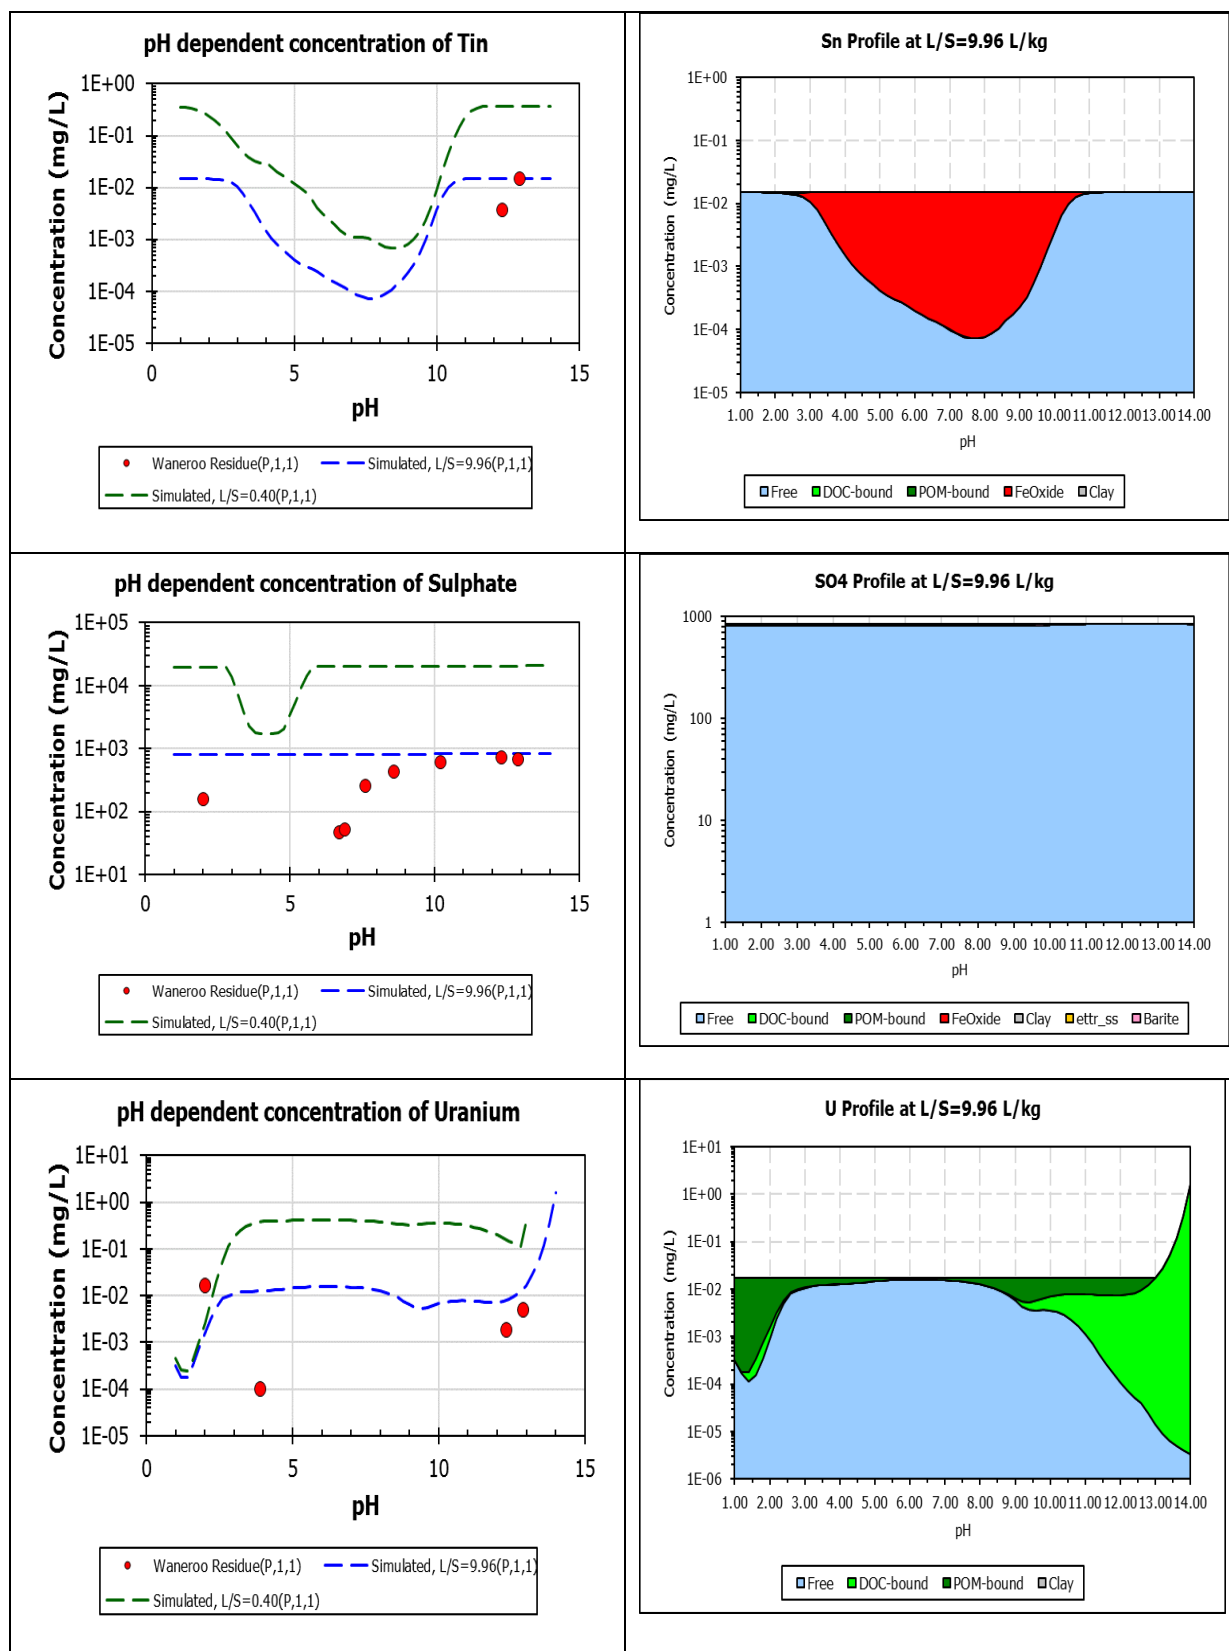 pH dependent concentration of Tin
Concentration (mg/L)
1E+00
1E-01
1E-02
1E-03
1E-04
1E-05
0 5 10 15
pH
Waneroo Residue(P,1,1) Simulated, L/S=9.96(P,1,1)
Simulated, L/S=0.40(P,1,1)
Sn Profile at L/S=9.96 L/kg
Concentration (mg/L)
1E+00
1E-01
1E-02
1E-03
1E-04
1E-05
1.00 2.00 3.00 4.00 5.00 6.00 7.00 8.00 9.00 10.00 11.00 12.00 13.00 14.00
pH
Free DOC-bound POM-bound FeOxide Clay
pH dependent concentration of Sulphate
Concentration (mg/L)
1E+05
1E+04
1E+03
1E+02
1E+01
0 5 10 15
pH
Waneroo Residue(P,1,1) Simulated, L/S=9.96(P,1,1)
Simulated, L/S=0.40(P,1,1)
SO4 Profile at L/S=9.96 L/kg
Concentration (mg/L)
1000
100
10
1
1.00 2.00 3.00 4.00 5.00 6.00 7.00 8.00 9.00 10.00 11.00 12.00 13.00 14.00
pH
Free DOC-bound POM-bound FeOxide Clay ettr_ss Barite
pH dependent concentration of Uranium
Concentration (mg/L)
1E+01
1E+00
1E-01
1E-02
1E-03
1E-04
1E-05
0 5 10 15
pH
Waneroo Residue(P,1,1) Simulated, L/S=9.96(P,1,1)
Simulated, L/S=0.40(P,1,1)
U Profile at L/S=9.96 L/kg
Concentration (mg/L)
1E+01
1E+00
1E-01
1E-02
1E-03
1E-04
1E-05
1E-06
1.00 2.00 3.00 4.00 5.00 6.00 7.00 8.00 9.00 10.00 11.00 12.00 13.00 14.00
pH
Free DOC-bound POM-bound Clay